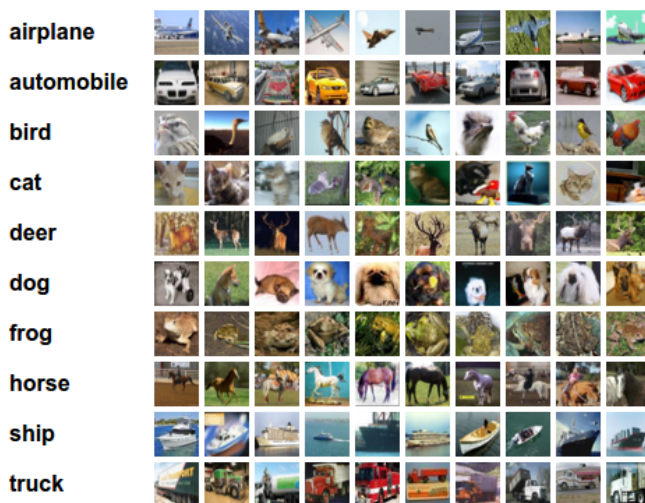 airplane
automobile
bird
cat
deer
dog
frog
horse
ship
truck